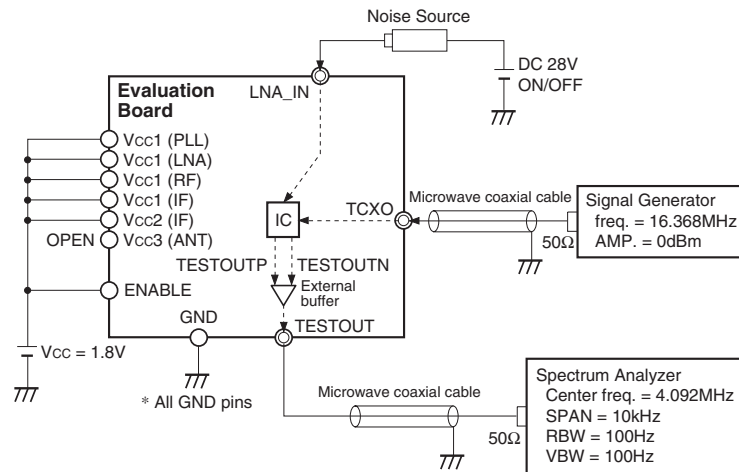 Noise Source
DC 28V
ON/OFF
LNA_IN
Evaluation
Board
Vcc1 (PLL)
Vcc1 (LNA)
Vcc1 (RF)
Vcc1 (IF)
Vcc2 (IF)
OPEN
Vcc3 (ANT)
ENABLE
IC
TCXO
Microwave coaxial cable
50Ω
Signal Generator
freq. = 16.368MHz
AMP. = 0dBm
TESTOUTP
TESTOUTN
External
buffer
GND
TESTOUT
Vcc = 1.8V
* All GND pins
Microwave coaxial cable
50Ω
Spectrum Analyzer
Center freq. = 4.092MHz
SPAN = 10kHz
RBW = 100Hz
VBW = 100Hz